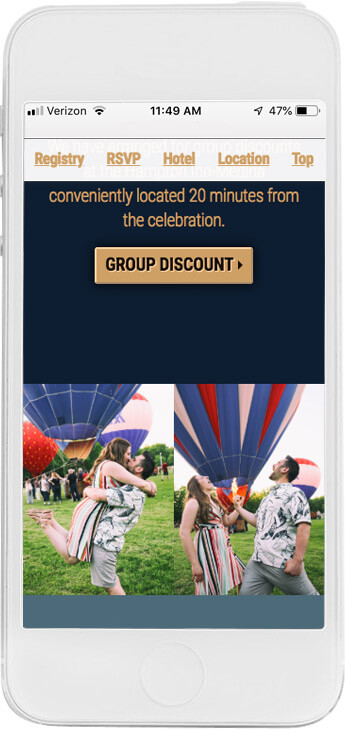 Verizon 11:49 AM 47%
Registry RSVP Hotel Location Top
conveniently located 20 minutes from
the celebration.
GROUP DISCOUNT